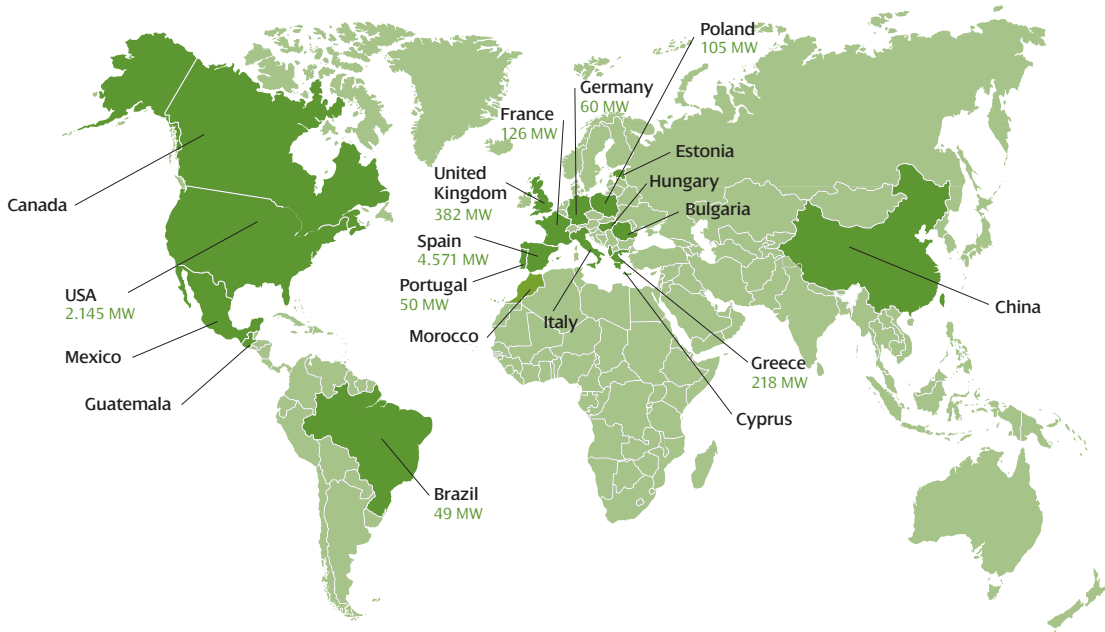 Poland
105 MW
Germany
60 MW
France
126 MW
Estonia
United
Kingdom
382 MW
Hungary
Canada
Bulgaria
Spain
4.571 MW
Portugal
50 MW
USA
2.145 MW
China
Italy
Morocco
Mexico
Greece
218 MW
Guatemala
Cyprus
Brazil
49 MW